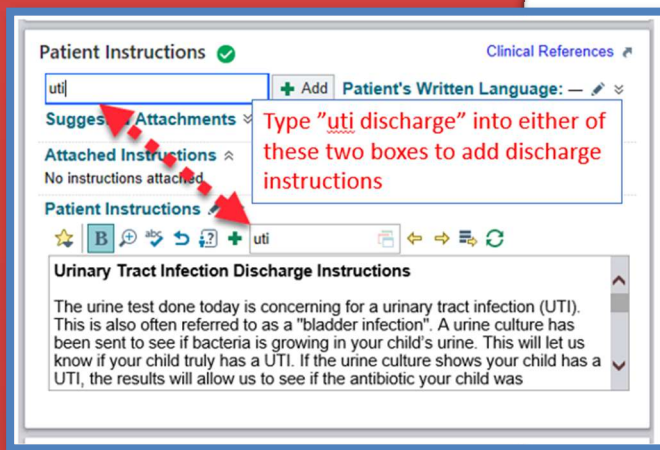 Patient Instructions
Clinical References
uti
Add
Patient's Written Language: —
Attachments
Type "uti discharge" into either of
these two boxes to add discharge
instructions
Attached Instructions
No instructions attached
Patient Instructions
B
abc
uti
Urinary Tract Infection Discharge Instructions
The urine test done today is concerning for a urinary tract infection (UTI).
This is also often referred to as a "bladder infection". A urine culture has
been sent to see if bacteria is growing in your child's urine. This will let us
know if your child truly has a UTI. If the urine culture shows your child has a
UTI, the results will allow us to see if the antibiotic your child was